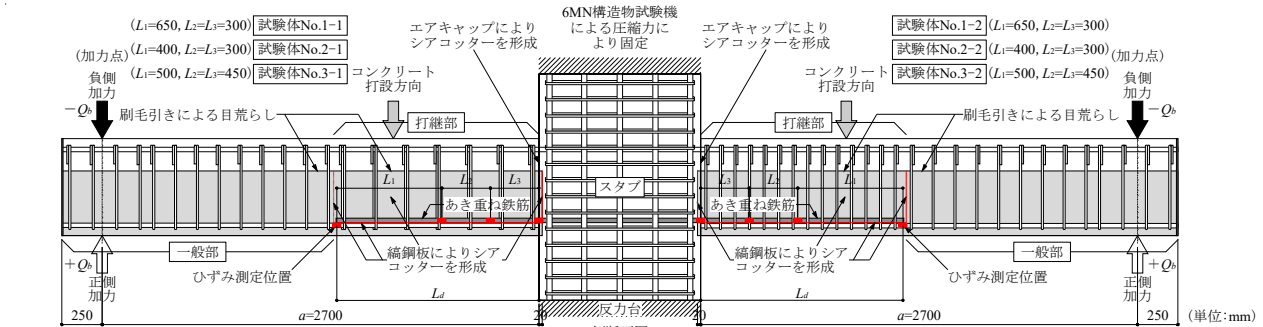 (L1=650, L2=L3=300) 試験体No.1-1
(L1=400, L2=L3=300) 試験体No.2-1
(L1=500, L2=L3=450) 試験体No.3-1
(加力点)
負側
加力
−Qb
刷毛引きによる目荒らし
コンクリート
打設方向
打継部
エアキャップにより
シアコッターを形成
6MN構造物試験機
による圧縮力に
より固定
エアキャップにより
シアコッターを形成
試験体No.1-2 (L1=650, L2=L3=300)
試験体No.2-2 (L1=400, L2=L3=300)
試験体No.3-2 (L1=500, L2=L3=450)
(加力点)
負側
加力
−Qb
コンクリート
打設方向
打継部
刷毛引きによる目荒らし
L1
L2
L3
あき重ね鉄筋
スタブ
L3
L2
L1
あき重ね鉄筋
一般部
+Qb
正側
加力
ひずみ測定位置
縞鋼板によりシア
コッターを形成
縞鋼板によりシア
コッターを形成
ひずみ測定位置
一般部
+Qb
正側
加力
Ld
Ld
反力台
250
a=2700
20
20
a=2700
250
(単位:mm)